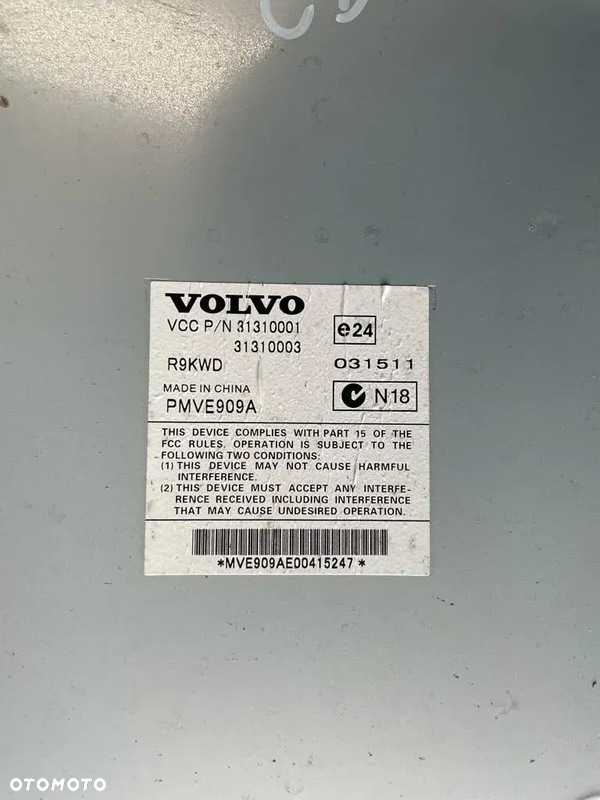 VOLVO
VCC P/N 31310001
31310003
e24
R9KWD
031511
MADE IN CHINA
PMVE909A
N18
THIS DEVICE COMPLIES WITH PART 15 OF THE
FCC RULES. OPERATION IS SUBJECT TO THE
FOLLOWING TWO CONDITIONS:
(1) THIS DEVICE MAY NOT CAUSE HARMFUL
INTERFERENCE.
(2) THIS DEVICE MUST ACCEPT ANY INTERFE-
RENCE RECEIVED INCLUDING INTERFERENCE
THAT MAY CAUSE UNDESIRED OPERATION.
*MVE909AE00415247*
OTOMOTO